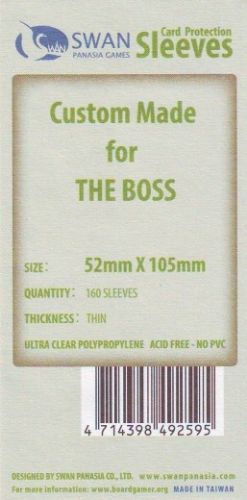 SWAN
PANASIA GAMES
SWAN
Card Protection
Sleeves
Custom Made
for
THE BOSS
SIZE: 52mm X 105mm
QUANTITY: 160 SLEEVES
THICKNESS: THIN
ULTRA CLEAR POLYPROPYLENE ACID FREE - NO PVC
4 714398 492595
DESIGNED BY SWAN PANASIA CO., LTD. www.swanpanasia.com
For more information: www.boardgamer.org MADE IN TAIWAN